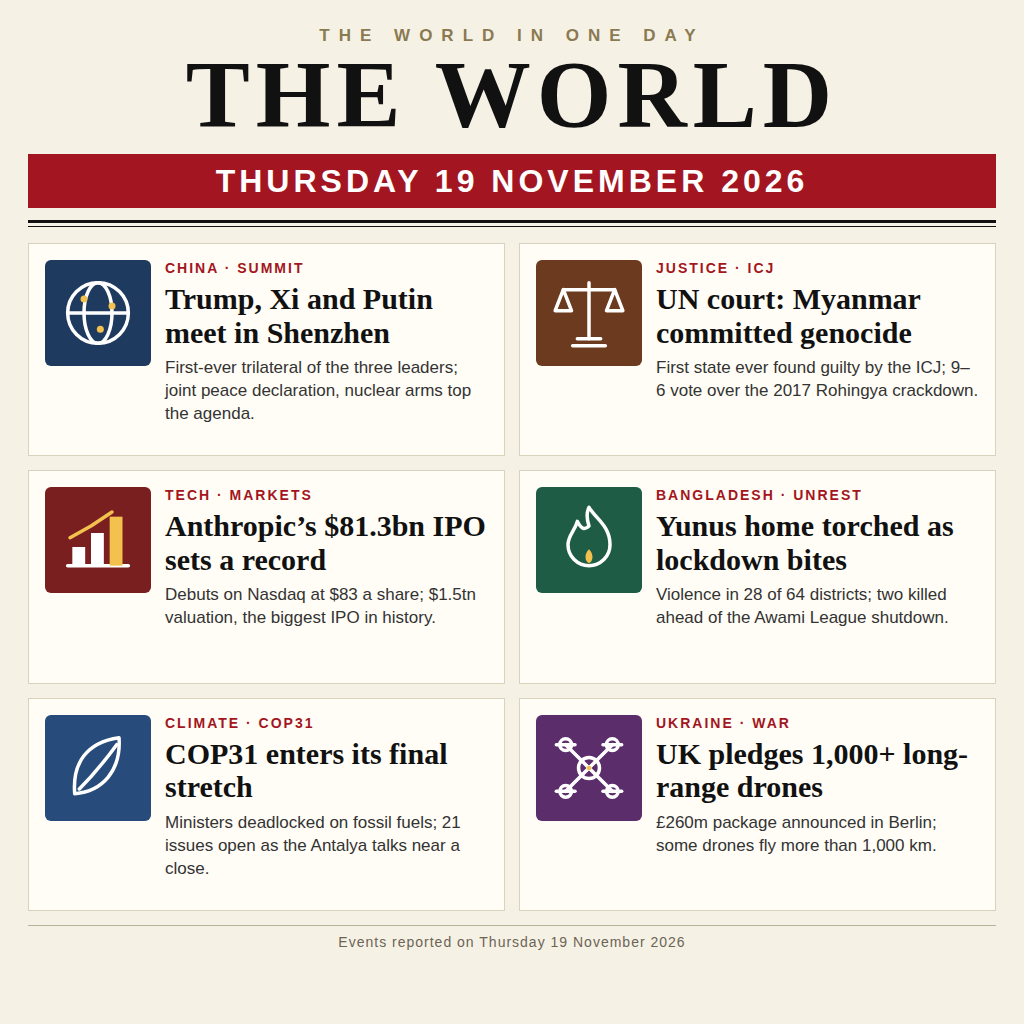 THE WORLD IN ONE DAY
THE WORLD
THURSDAY 19 NOVEMBER 2026
CHINA · SUMMIT
Trump, Xi and Putin
meet in Shenzhen
First-ever trilateral of the three leaders;
joint peace declaration, nuclear arms top
the agenda.
JUSTICE · ICJ
UN court: Myanmar
committed genocide
First state ever found guilty by the ICJ; 9–
6 vote over the 2017 Rohingya crackdown.
TECH · MARKETS
Anthropic’s $81.3bn IPO
sets a record
Debuts on Nasdaq at $83 a share; $1.5tn
valuation, the biggest IPO in history.
BANGLADESH · UNREST
Yunus home torched as
lockdown bites
Violence in 28 of 64 districts; two killed
ahead of the Awami League shutdown.
CLIMATE · COP31
COP31 enters its final
stretch
Ministers deadlocked on fossil fuels; 21
issues open as the Antalya talks near a
close.
UKRAINE · WAR
UK pledges 1,000+ long-
range drones
£260m package announced in Berlin;
some drones fly more than 1,000 km.
Events reported on Thursday 19 November 2026